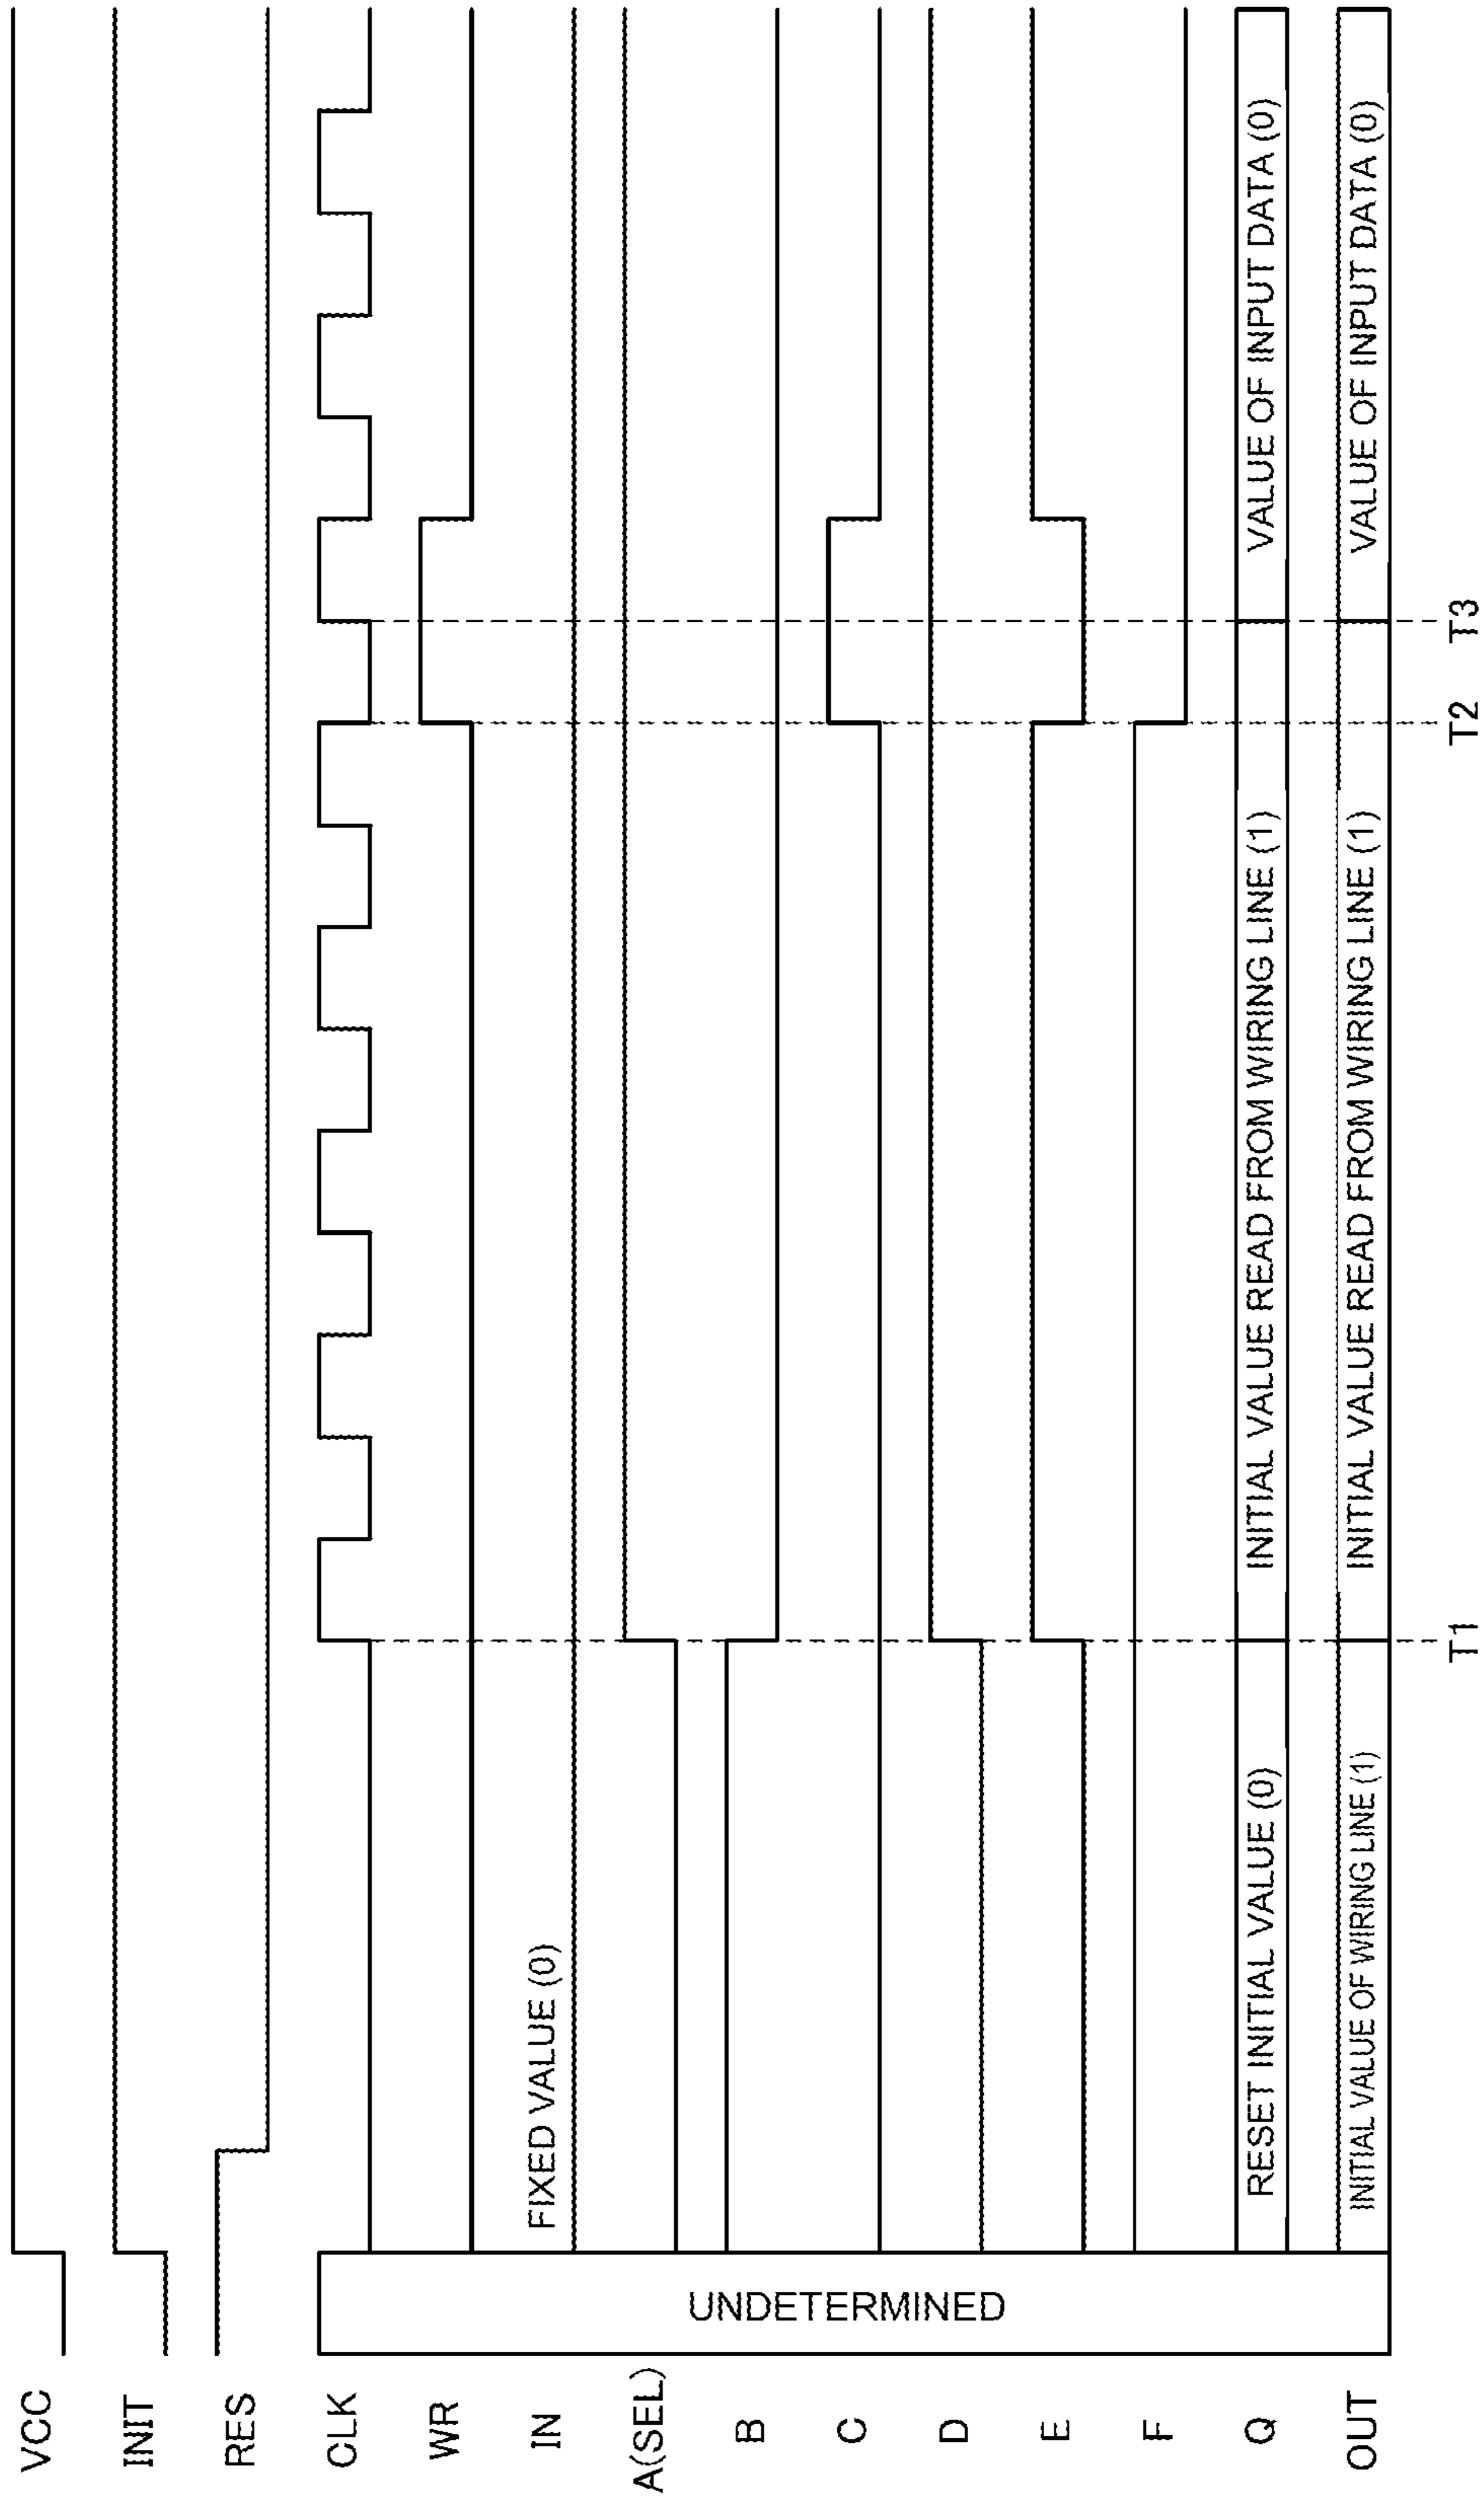 VCC
INIT
RES
CLK
WR
IN
FIXED VALUE (0)
A(SEL)
B
C
D
E
F
UNDETERMINED
Q
RESET INITIAL VALUE (0)
INITIAL VALUE READ FROM WIRING LINE (1)
VALUE OF INPUT DATA (0)
OUT
INITIAL VALUE OF WIRING LINE (1)
INITIAL VALUE READ FROM WIRING LINE (1)
VALUE OF INPUT DATA (0)
T1
T2
T3